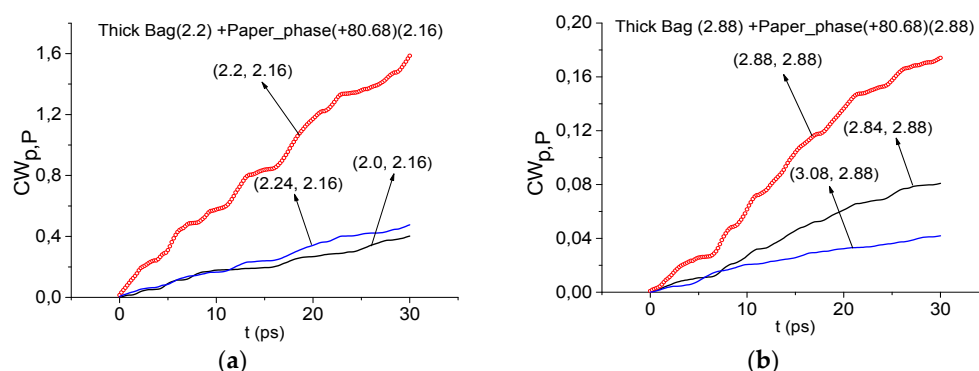 Thick Bag(2.2) +Paper_phase(+80.68)(2.16)
1,6
1,2
0,8
0,4
0,0
CWp,P
(2.2, 2.16)
(2.0, 2.16)
(2.24, 2.16)
0 10 20 30
t (ps)
(a)
Thick Bag (2.88) +Paper_phase(+80.68)(2.88)
0,20
0,16
0.12
0.08
0,04
0,00
CWp,P
(2.88, 2.88)
(2.84, 2.88)
(3.08, 2.88)
0 10 20 30
t (ps)
(b)